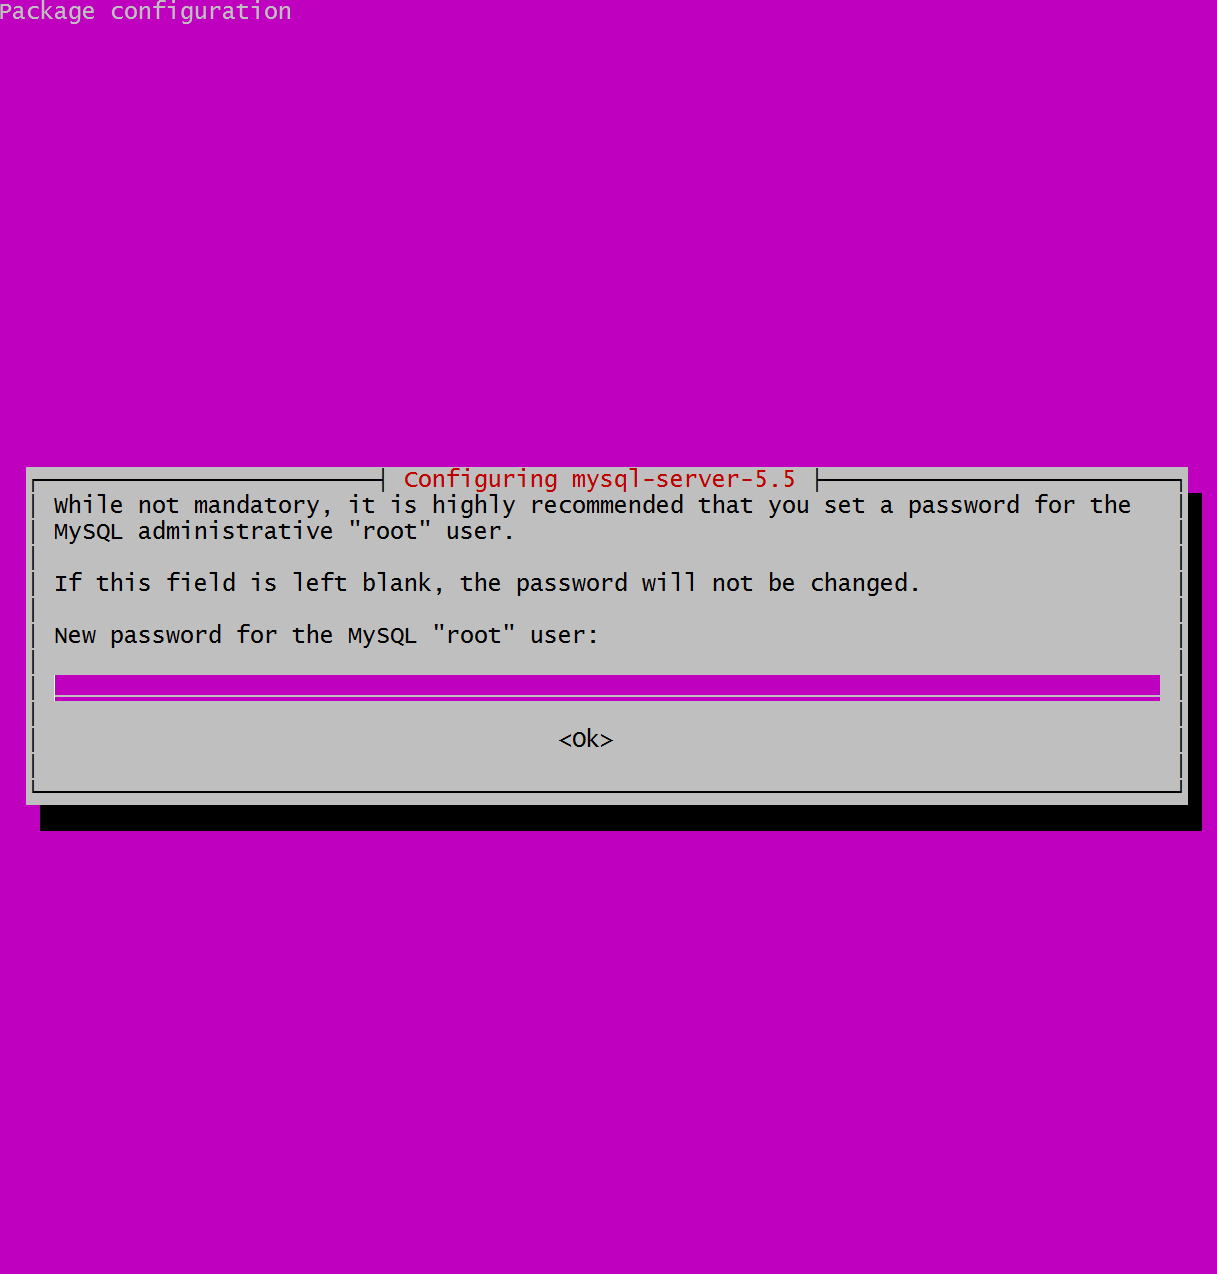 Package configuration
Configuring mysql-server-5.5
While not mandatory, it is highly recommended that you set a password for the
MySQL administrative "root" user.
If this field is left blank, the password will not be changed.
New password for the MySQL "root" user:
<Ok>